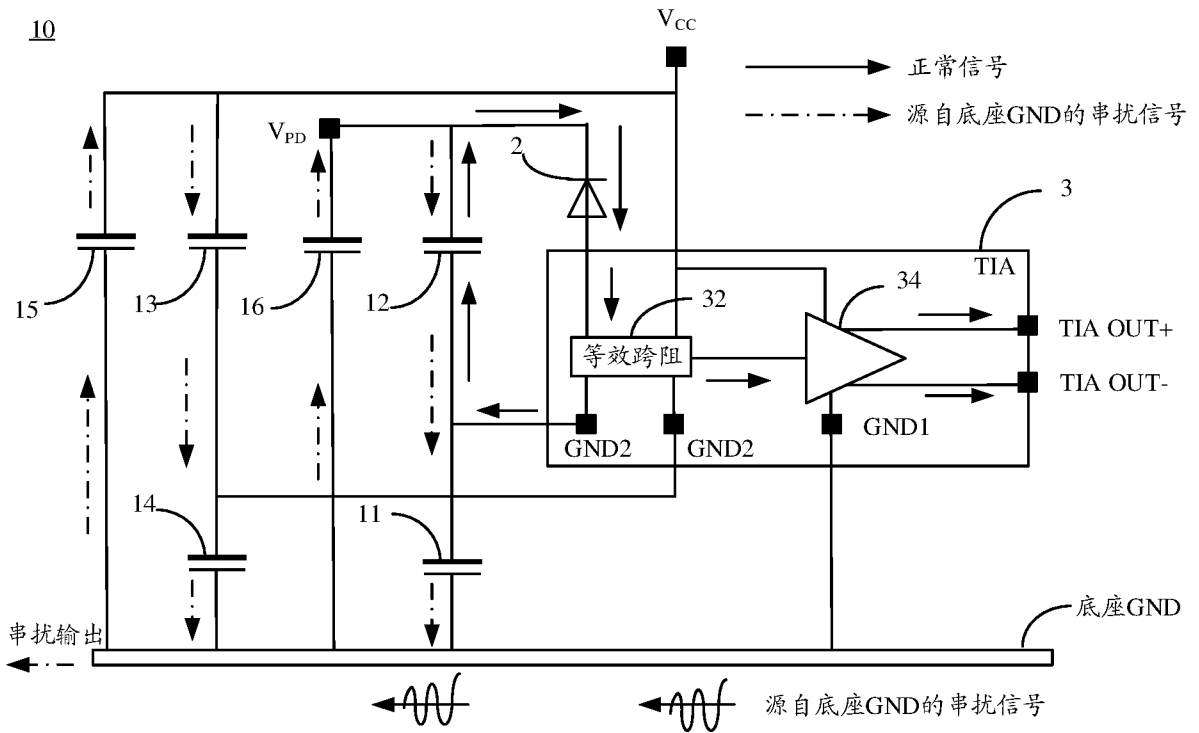 10
V_CC
正常信号
源自底座GND的串扰信号
V_PD
2
3
TIA
15
13
16
12
32
34
等效跨阻
TIA OUT+
TIA OUT-
GND2
GND2
GND1
14
11
底座GND
串扰输出
源自底座GND的串扰信号